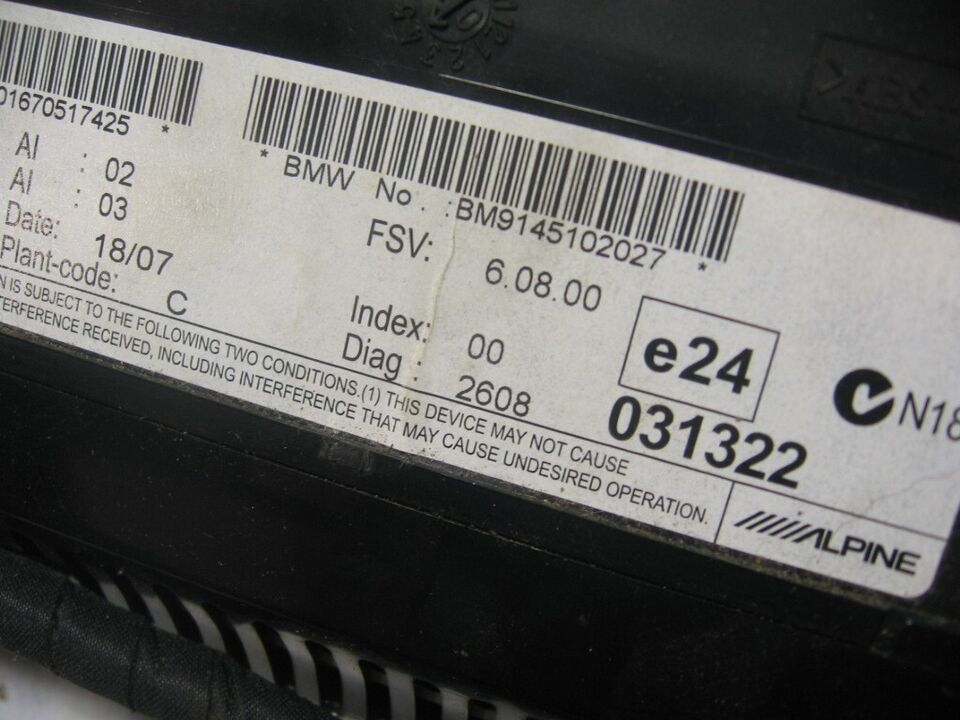 01670517425 *
AI : 02
AI : 03
Date: 18/07
Plant-code: C
* BMW No : BM9145102027 *
FSV: 6.08.00
Index: 00
Diag : 2608
e24
031322
N18
N IS SUBJECT TO THE FOLLOWING TWO CONDITIONS.(1) THIS DEVICE MAY NOT CAUSE
TERFERENCE RECEIVED, INCLUDING INTERFERENCE THAT MAY CAUSE UNDESIRED OPERATION.
ALPINE